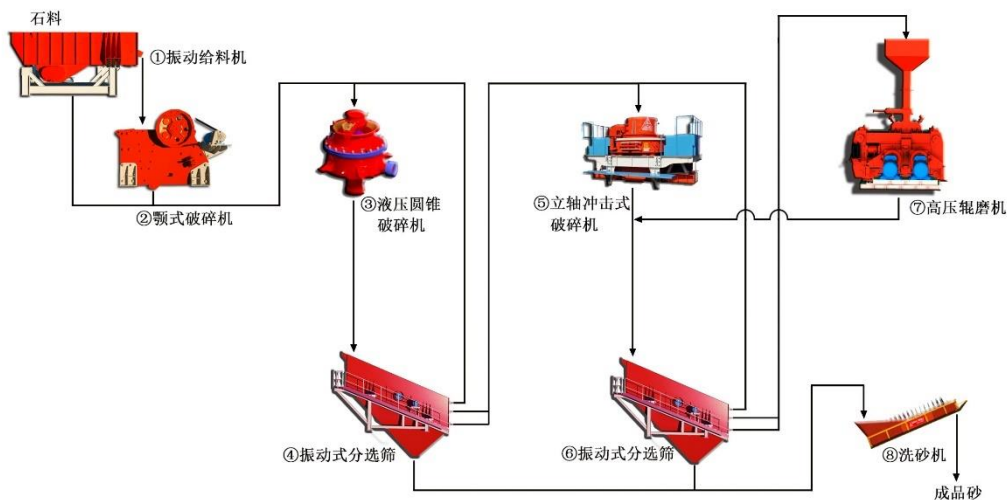 石料
①振动给料机
②颚式破碎机
③液压圆锥
破碎机
④振动式分选筛
⑤立轴冲击式
破碎机
⑥振动式分选筛
⑦高压辊磨机
⑧洗砂机
成品砂